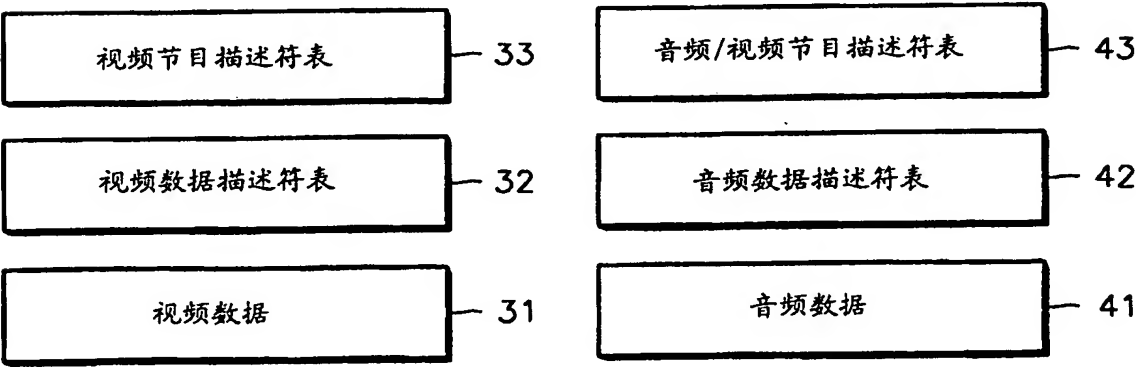 视频节目描述符表 33
音频/视频节目描述符表 43
视频数据描述符表 32
音频数据描述符表 42
视频数据 31
音频数据 41